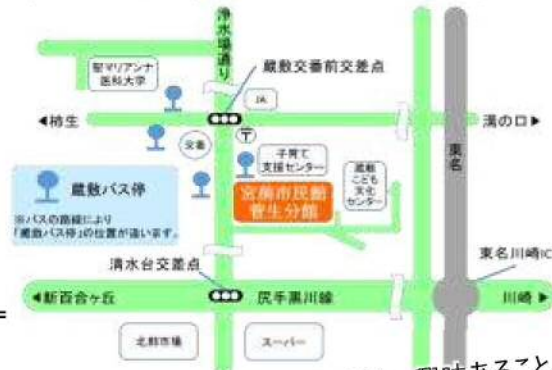 浄水場通り
蔵敷交番前交差点
聖マリアンナ
医科大学
JA
◀柿生
溝の口▶
交番
〒
子育て
支援センター
東名
蔵敷
こども
文化
センター
蔵敷バス停
宮前市民館
菅生分館
※バスの路線により
「蔵敷バス停」の位置が違います。
清水台交差点
東名川崎IC
◀新百合ヶ丘
尻手黒川線
川崎▶
北部市場
スーパー